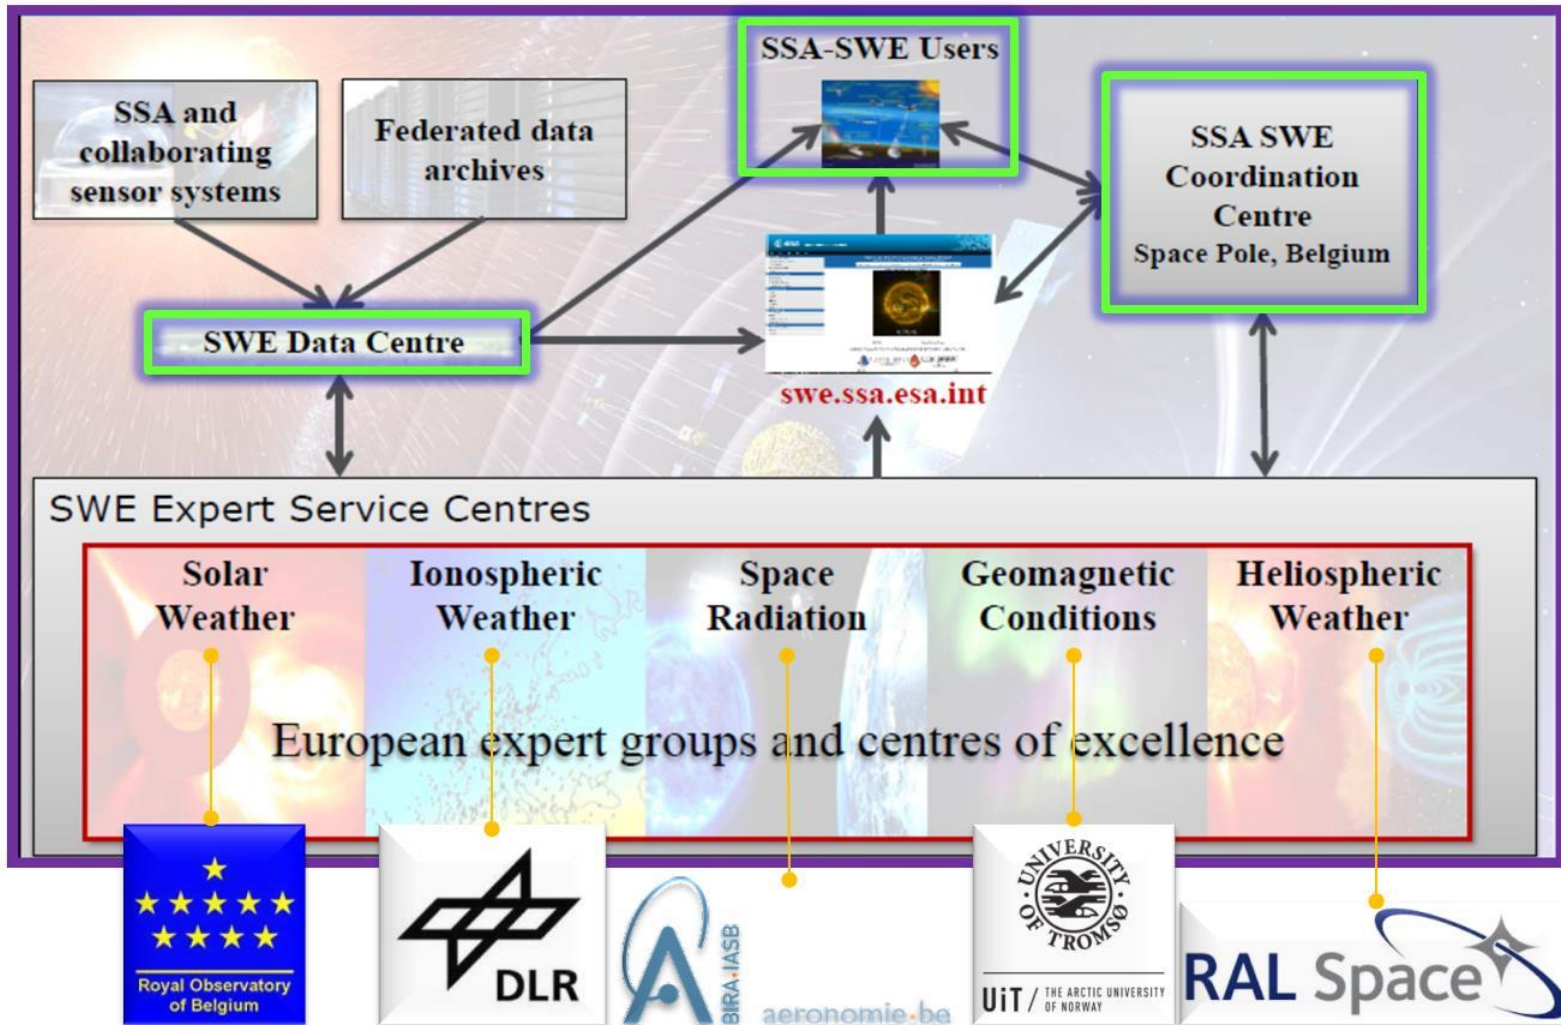 SSA and
collaborating
sensor systems
Federated data
archives
SSA-SWE Users
SSA SWE
Coordination
Centre
Space Pole, Belgium
SWE Data Centre
swe.ssa.esa.int
SWE Expert Service Centres
Solar
Weather
Ionospheric
Weather
Space
Radiation
Geomagnetic
Conditions
Heliospheric
Weather
European expert groups and centres of excellence
Royal Observatory
of Belgium
DLR
BIRA·IASB
aeronomie·be
UNIVERSITY
OF TROMSØ
UiT / THE ARCTIC UNIVERSITY
OF NORWAY
RAL Space